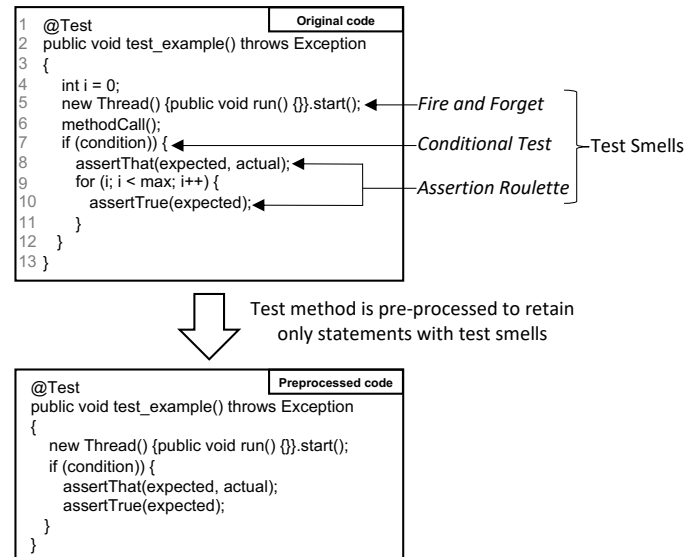 Original code
1 @Test
2 public void test_example() throws Exception
3 {
4 int i = 0;
5 new Thread() {public void run() {}}.start();
6 methodCall();
7 if (condition)) {
8 assertThat(expected, actual);
9 for (i; i < max; i++) {
10 assertTrue(expected);
11 }
12 }
13 }
Fire and Forget
Conditional Test
Assertion Roulette
Test Smells
Test method is pre-processed to retain
only statements with test smells
Preprocessed code
@Test
public void test_example() throws Exception
{
new Thread() {public void run() {}}.start();
if (condition)) {
assertThat(expected, actual);
assertTrue(expected);
}
}